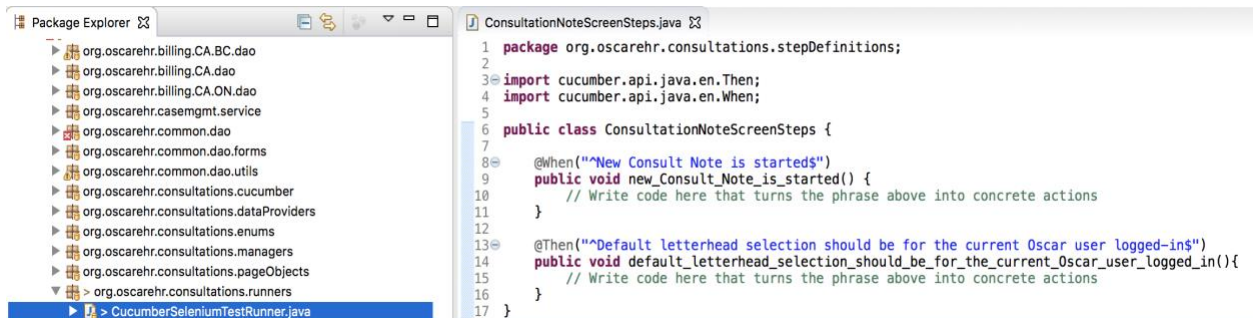 Package Explorer
org.oscarehr.billing.CA.BC.dao
org.oscarehr.billing.CA.dao
org.oscarehr.billing.CA.ON.dao
org.oscarehr.casemgmt.service
org.oscarehr.common.dao
org.oscarehr.common.dao.forms
org.oscarehr.common.dao.utils
org.oscarehr.consultations.cucumber
org.oscarehr.consultations.dataProviders
org.oscarehr.consultations.enums
org.oscarehr.consultations.managers
org.oscarehr.consultations.pageObjects
> org.oscarehr.consultations.runners
> CucumberSeleniumTestRunner.java
ConsultationNoteScreenSteps.java
1 package org.oscarehr.consultations.stepDefinitions;
2
3 import cucumber.api.java.en.Then;
4 import cucumber.api.java.en.When;
5
6 public class ConsultationNoteScreenSteps {
7
8 @When("^New Consult Note is started$")
9 public void new_Consult_Note_is_started() {
10 // Write code here that turns the phrase above into concrete actions
11 }
12
13 @Then("^Default letterhead selection should be for the current Oscar user logged-in$")
14 public void default_letterhead_selection_should_be_for_the_current_Oscar_user_logged_in(){
15 // Write code here that turns the phrase above into concrete actions
16 }
17 }